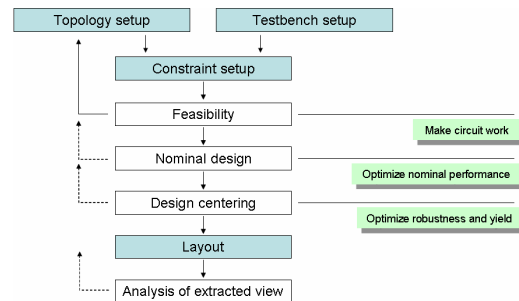 Topology setup
Testbench setup
Constraint setup
Feasibility
Make circuit work
Nominal design
Optimize nominal performance
Design centering
Optimize robustness and yield
Layout
Analysis of extracted view